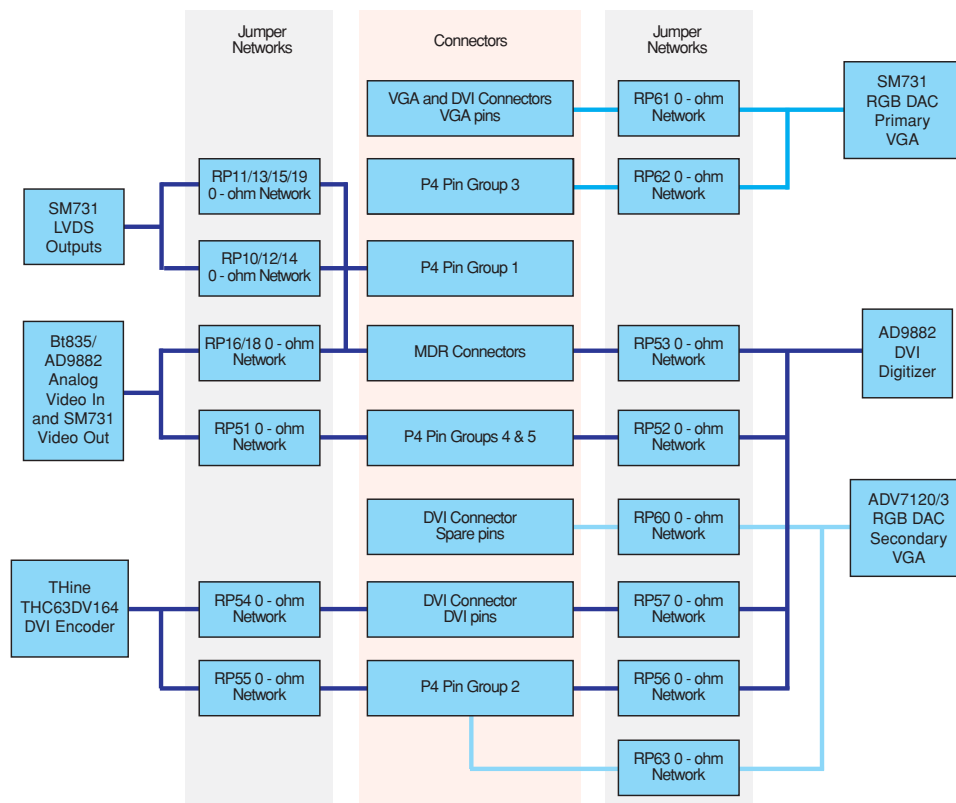 Jumper
Networks
Connectors
Jumper
Networks
VGA and DVI Connectors
VGA pins
RP61 0 - ohm
Network
SM731
RGB DAC
Primary
VGA
RP11/13/15/19
0 - ohm Network
P4 Pin Group 3
RP62 0 - ohm
Network
SM731
LVDS
Outputs
RP10/12/14
0 - ohm Network
P4 Pin Group 1
Bt835/
AD9882
Analog
Video In
and SM731
Video Out
RP16/18 0 - ohm
Network
MDR Connectors
RP53 0 - ohm
Network
AD9882
DVI
Digitizer
RP51 0 - ohm
Network
P4 Pin Groups 4 & 5
RP52 0 - ohm
Network
DVI Connector
Spare pins
RP60 0 - ohm
Network
ADV7120/3
RGB DAC
Secondary
VGA
THine
THC63DV164
DVI Encoder
RP54 0 - ohm
Network
DVI Connector
DVI pins
RP57 0 - ohm
Network
RP55 0 - ohm
Network
P4 Pin Group 2
RP56 0 - ohm
Network
RP63 0 - ohm
Network